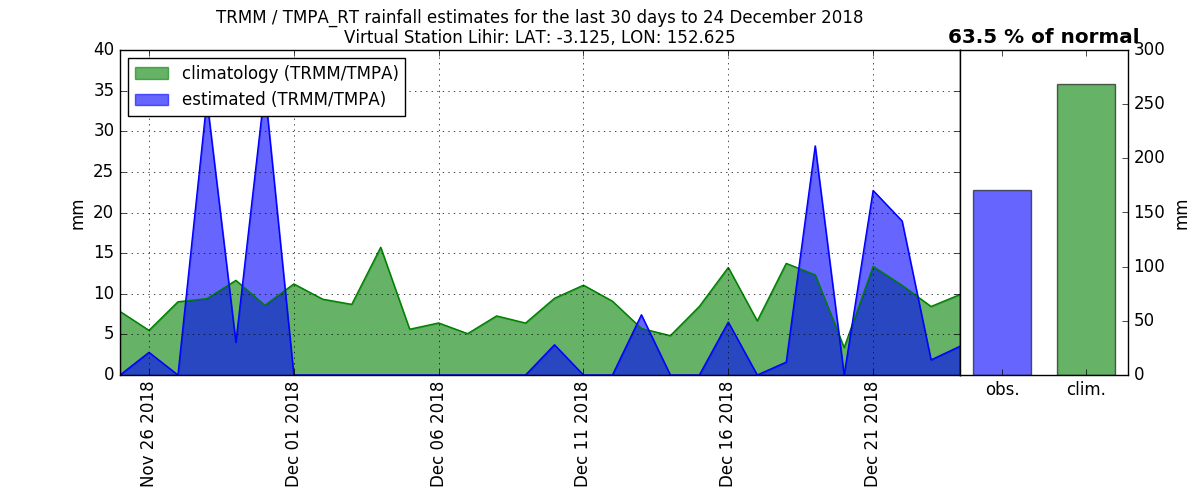 TRMM / TMPA_RT rainfall estimates for the last 30 days to 24 December 2018
Virtual Station Lihir: LAT: -3.125, LON: 152.625
63.5 % of normal
climatology (TRMM/TMPA)
estimated (TRMM/TMPA)
mm
40
35
30
25
20
15
10
5
0
Nov 26 2018
Dec 01 2018
Dec 06 2018
Dec 11 2018
Dec 16 2018
Dec 21 2018
300
250
200
150
100
50
0
mm
obs.
clim.